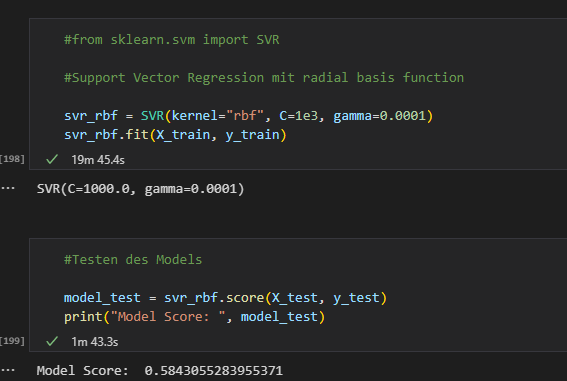 #from sklearn.svm import SVR
#Support Vector Regression mit radial basis function
svr_rbf = SVR(kernel="rbf", C=1e3, gamma=0.0001)
svr_rbf.fit(X_train, y_train)
[198] ✓ 19m 45.4s
... SVR(C=1000.0, gamma=0.0001)
#Testen des Models
model_test = svr_rbf.score(X_test, y_test)
print("Model Score: ", model_test)
[199] ✓ 1m 43.3s
... Model Score:  0.5843055283955371